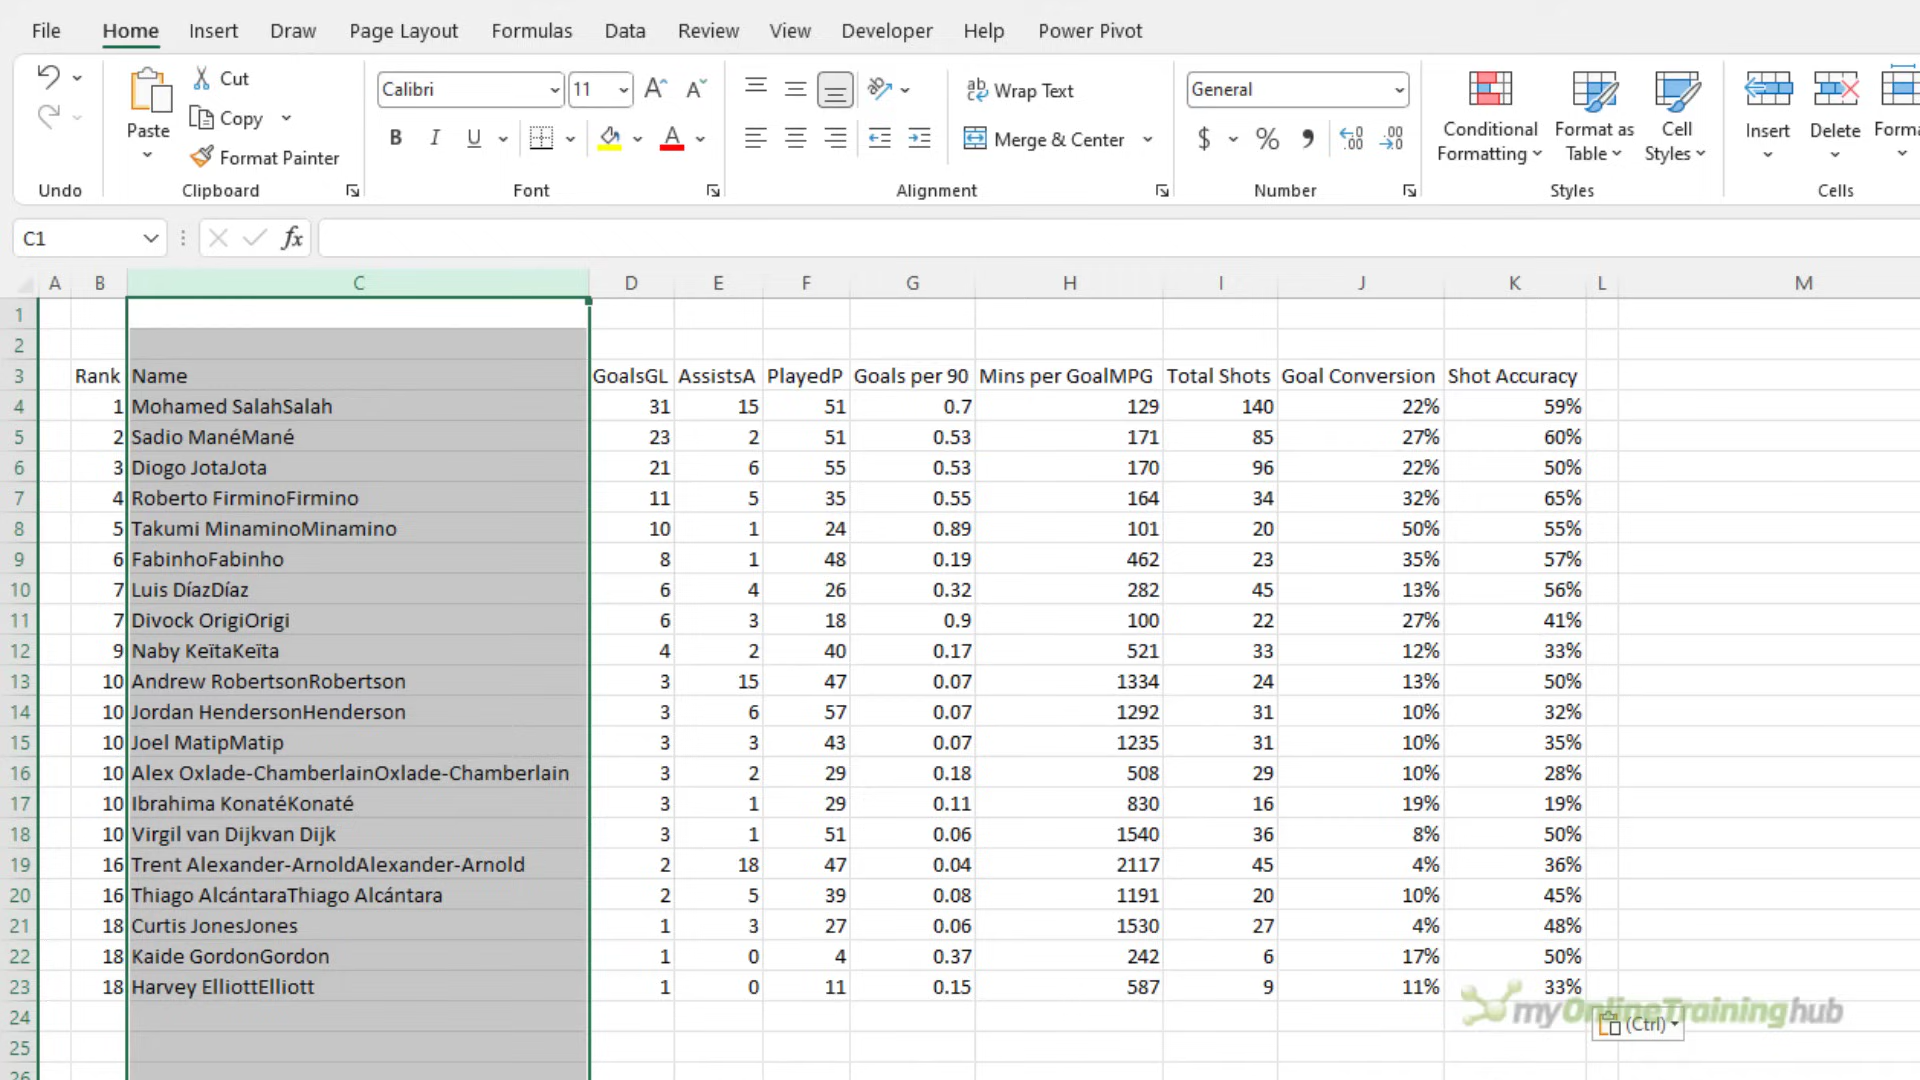 File Home Insert Draw Page Layout Formulas Data Review View Developer Help Power Pivot
Cut
Copy
Format Painter
Paste
Undo
Clipboard
Calibri 11
A A
B I U A
Font
Wrap Text
Merge & Center
Alignment
General
$ % 9 .00 .00
Number
Conditional Formatting
Format as Table
Cell Styles
Styles
Insert Delete Forma
Cells
C1 fx
A B C D E F G H I J K L M
1
2
3 Rank Name GoalsGL AssistsA PlayedP Goals per 90 Mins per GoalMPG Total Shots Goal Conversion Shot Accuracy
4 1 Mohamed SalahSalah 31 15 51 0.7 129 140 22% 59%
5 2 Sadio ManéMané 23 2 51 0.53 171 85 27% 60%
6 3 Diogo JotaJota 21 6 55 0.53 170 96 22% 50%
7 4 Roberto FirminoFirmino 11 5 35 0.55 164 34 32% 65%
8 5 Takumi MinaminoMinamino 10 1 24 0.89 101 20 50% 55%
9 6 FabinhoFabinho 8 1 48 0.19 462 23 35% 57%
10 7 Luis DíazDíaz 6 4 26 0.32 282 45 13% 56%
11 7 Divock OrigiOrigi 6 3 18 0.9 100 22 27% 41%
12 9 Naby KeïtaKeïta 4 2 40 0.17 521 33 12% 33%
13 10 Andrew RobertsonRobertson 3 15 47 0.07 1334 24 13% 50%
14 10 Jordan HendersonHenderson 3 6 57 0.07 1292 31 10% 32%
15 10 Joel MatipMatip 3 3 43 0.07 1235 31 10% 35%
16 10 Alex Oxlade-ChamberlainOxlade-Chamberlain 3 2 29 0.18 508 29 10% 28%
17 10 Ibrahima KonatéKonaté 3 1 29 0.11 830 16 19% 19%
18 10 Virgil van Dijkvan Dijk 3 1 51 0.06 1540 36 8% 50%
19 16 Trent Alexander-ArnoldAlexander-Arnold 2 18 47 0.04 2117 45 4% 36%
20 16 Thiago AlcántaraThiago Alcántara 2 5 39 0.08 1191 20 10% 45%
21 18 Curtis JonesJones 1 3 27 0.06 1530 27 4% 48%
22 18 Kaide GordonGordon 1 0 4 0.37 242 6 17% 50%
23 18 Harvey ElliottElliott 1 0 11 0.15 587 9 11% 33%
24
25
26
myOnlineTraininghub
(Ctrl)